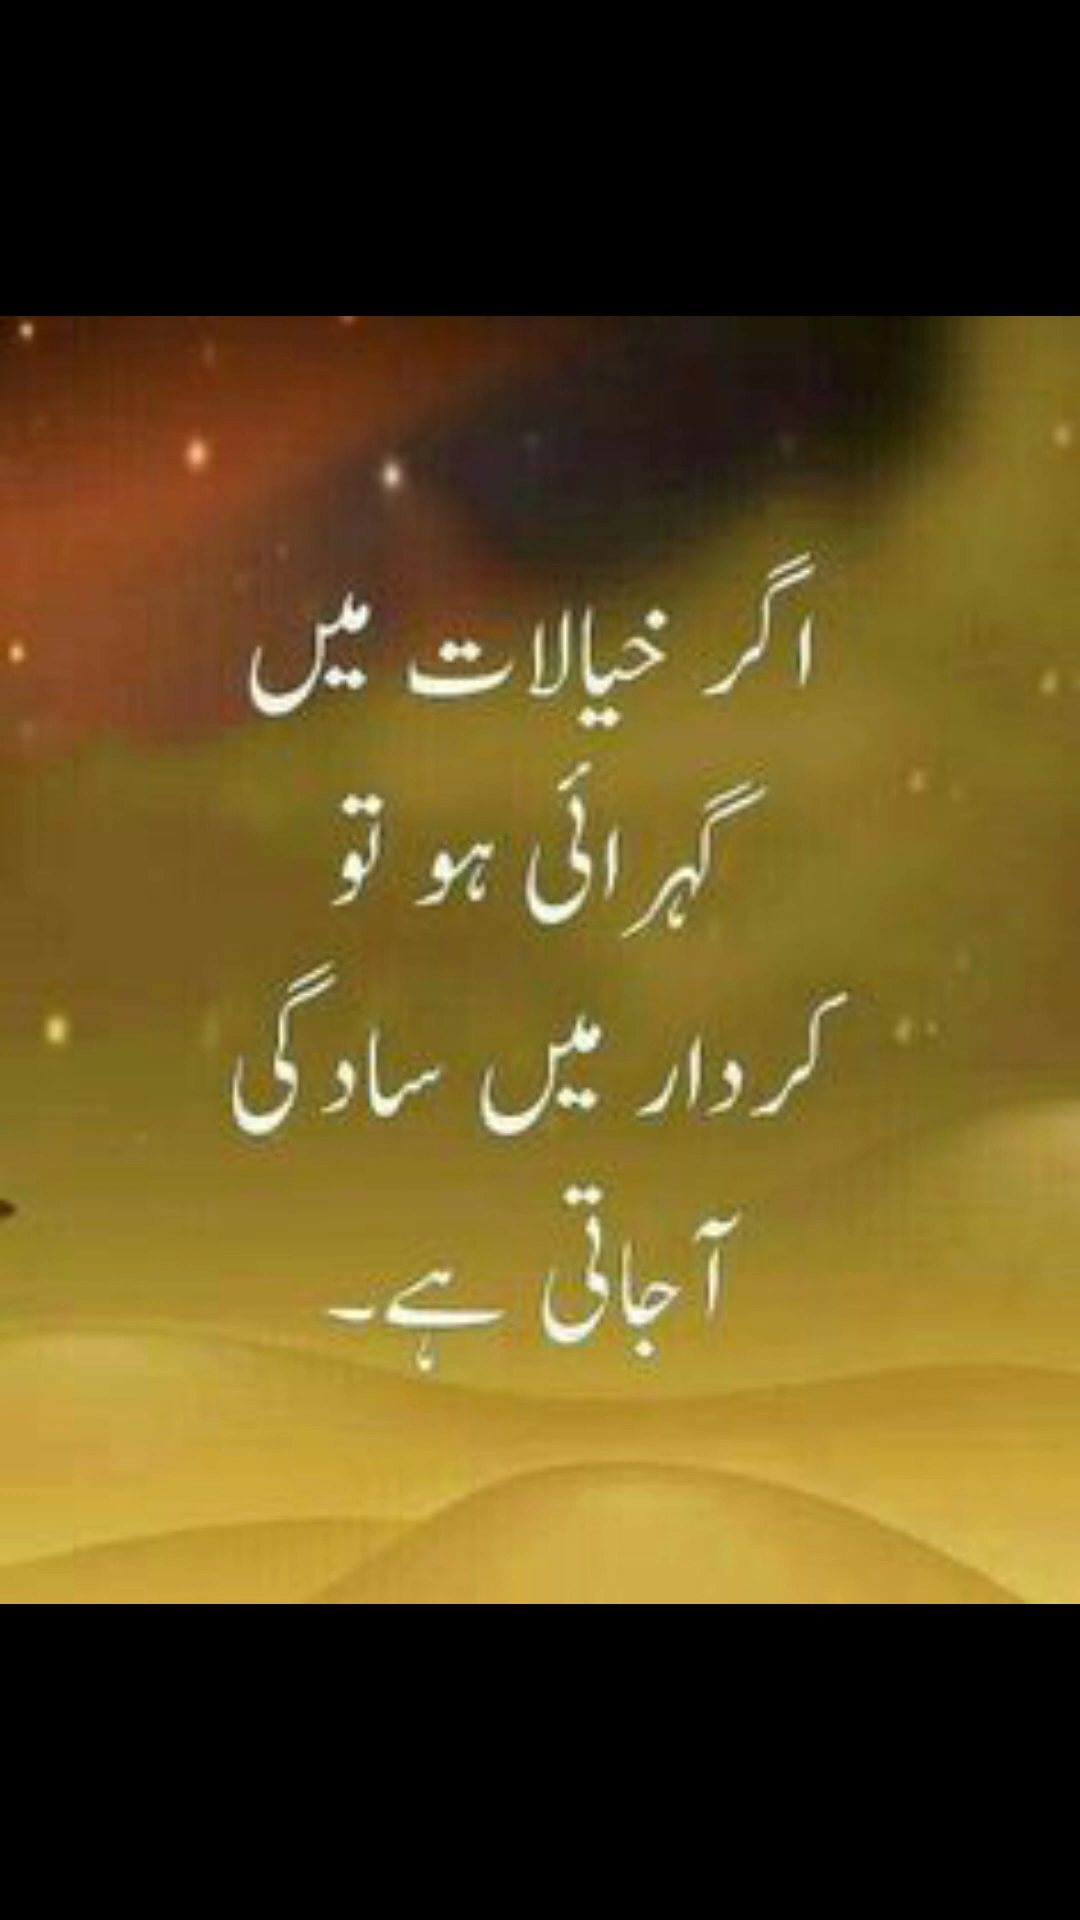 اگر خیالات میں
گہرائی ہو تو
کردار میں سادگی
آجاتی ہے۔